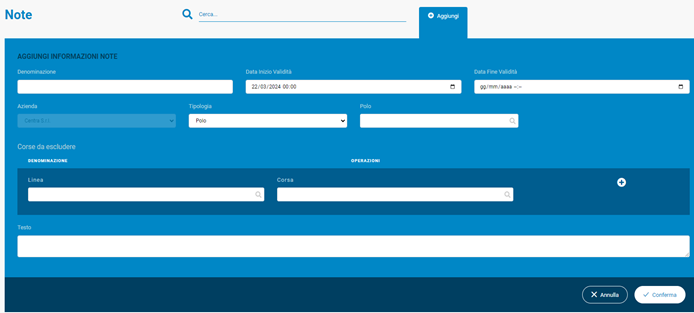 Note
Cerca...
Aggiungi
AGGIUNGI INFORMAZIONI NOTE
Denominazione
Data Inizio Validità
Data Fine Validità
22/03/2024 00:00
gg/mm/aaaa --:--
Azienda
Tipologia
Polo
Polo
Corse da escludere
DENOMINAZIONE
OPERAZIONI
Linea
Corsa
Testo
Annulla
Conferma